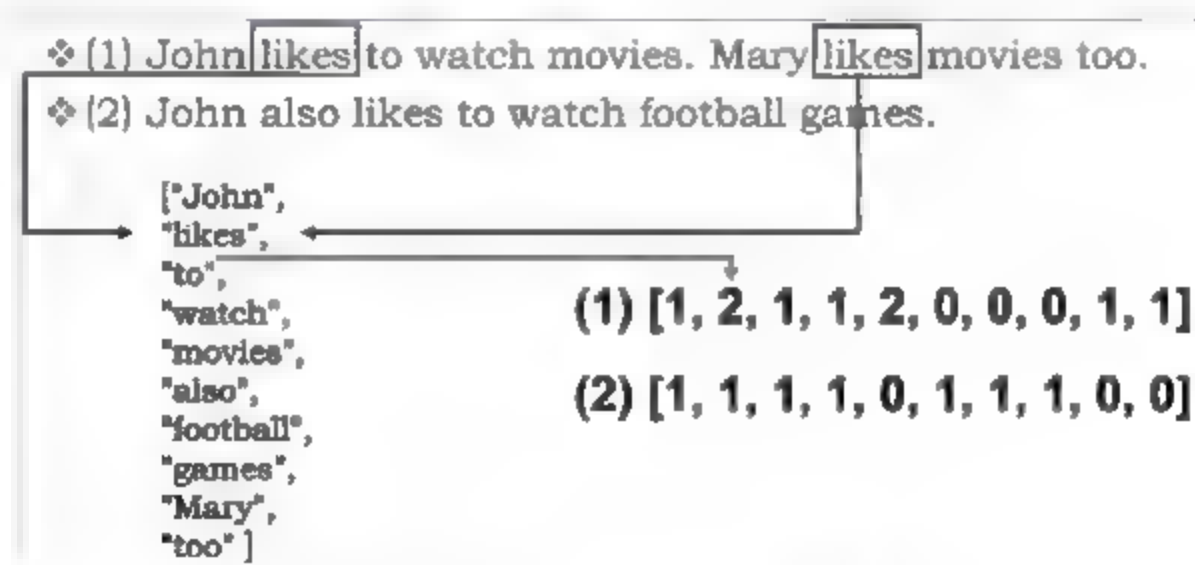 ❖ (1) John likes to watch movies. Mary likes movies too.
❖ (2) John also likes to watch football games.
["John",
"likes",
"to",
"watch",
"movies",
"also",
"football",
"games",
"Mary",
"too" ]
(1) [1, 2, 1, 1, 2, 0, 0, 0, 1, 1]
(2) [1, 1, 1, 1, 0, 1, 1, 1, 0, 0]